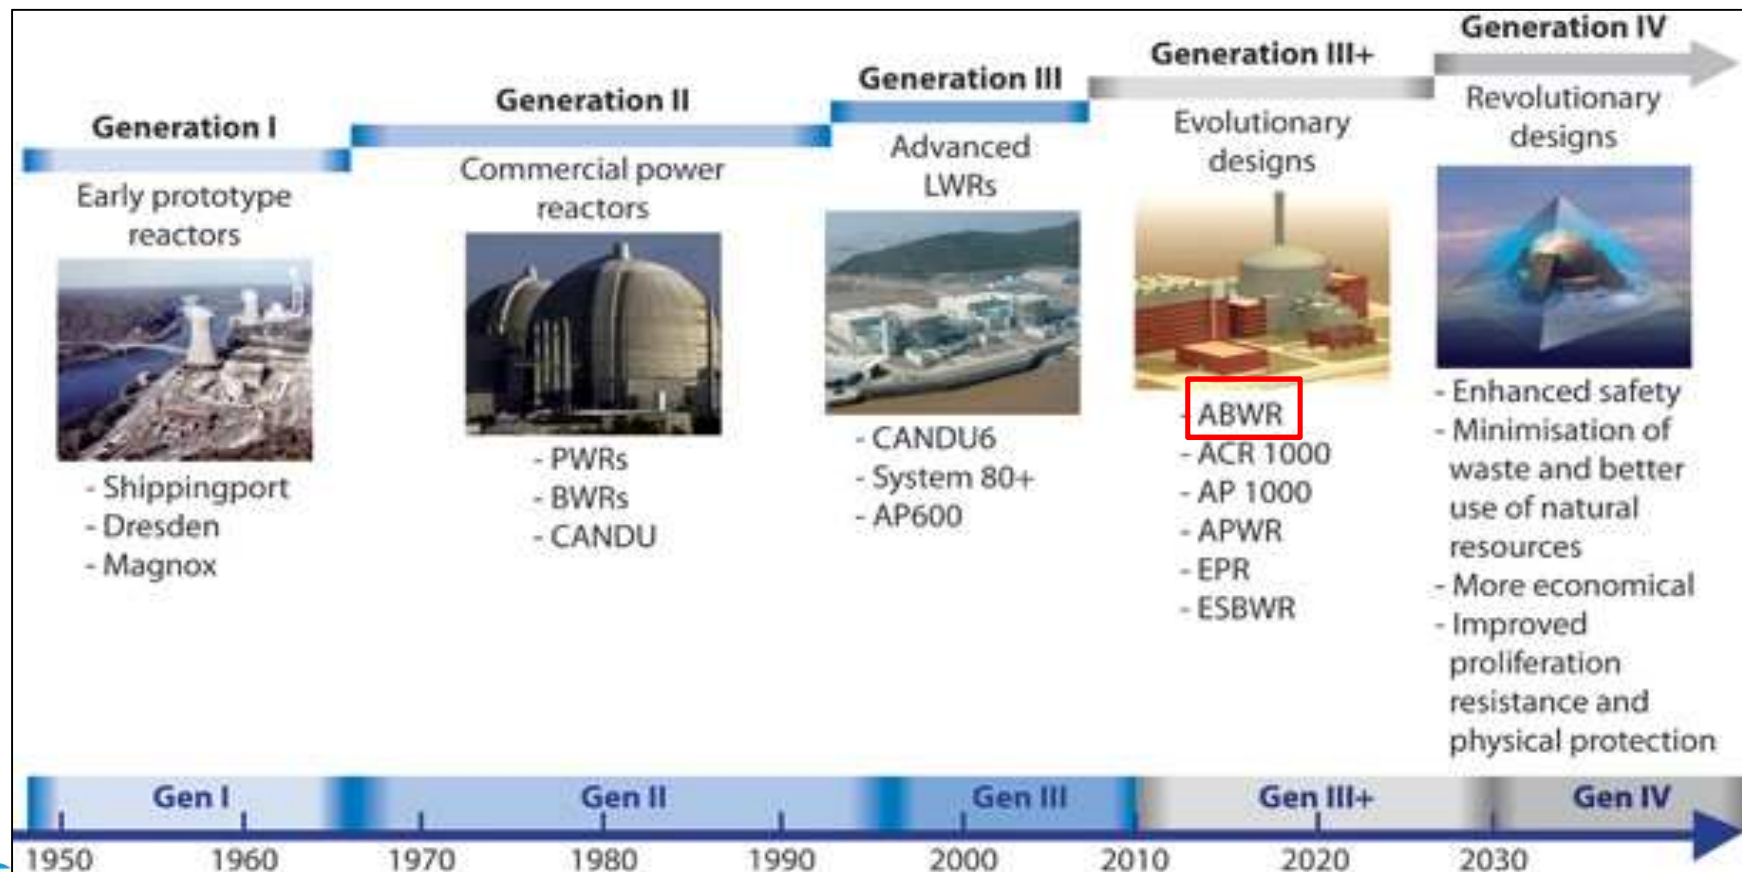 Generation I
Early prototype
reactors
- Shippingport
- Dresden
- Magnox
Generation II
Commercial power
reactors
- PWRs
- BWRs
- CANDU
Generation III
Advanced
LWRs
- CANDU6
- System 80+
- AP600
Generation III+
Evolutionary
designs
- ABWR
- ACR 1000
- AP 1000
- APWR
- EPR
- ESBWR
Generation IV
Revolutionary
designs
- Enhanced safety
- Minimisation of
waste and better
use of natural
resources
- More economical
- Improved
proliferation
resistance and
physical protection
Gen I Gen II Gen III Gen III+ Gen IV
1950 1960 1970 1980 1990 2000 2010 2020 2030